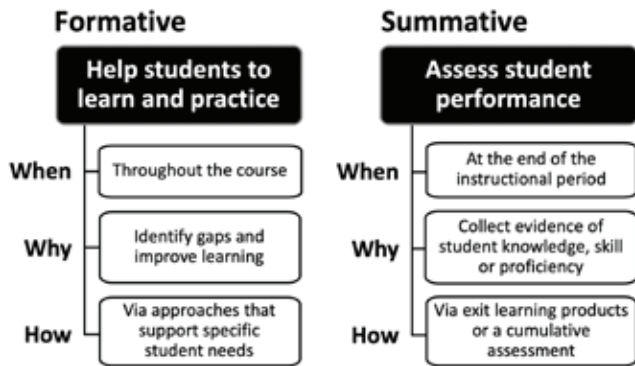 Formative
Help students to
learn and practice
When
Throughout the course
Why
Identify gaps and
improve learning
How
Via approaches that
support specific
student needs
Summative
Assess student
performance
When
At the end of the
instructional period
Why
Collect evidence of
student knowledge, skill
or proficiency
How
Via exit learning products
or a cumulative
assessment